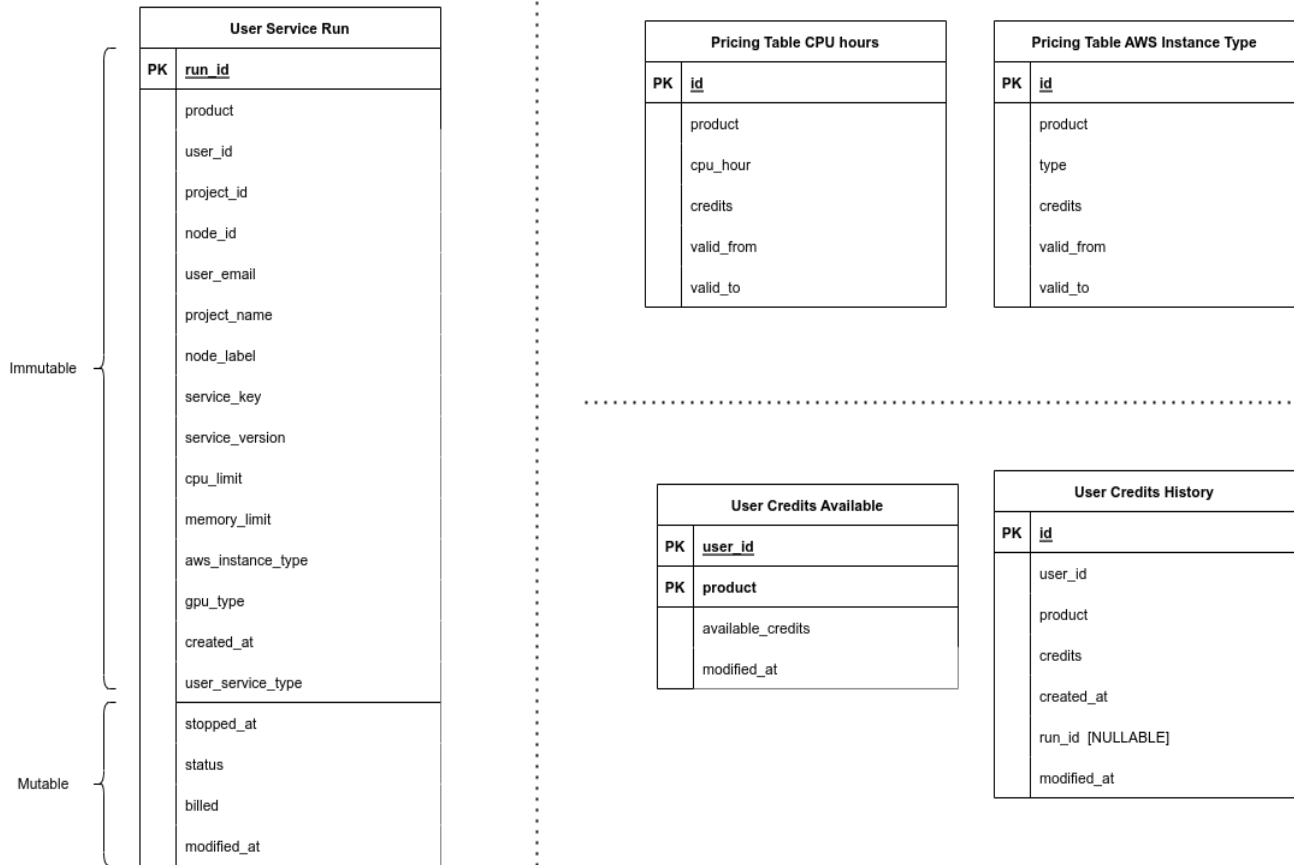 User Service Run
PK run_id
product
user_id
project_id
node_id
user_email
project_name
node_label
Immutable
service_key
service_version
cpu_limit
memory_limit
aws_instance_type
gpu_type
created_at
user_service_type
stopped_at
status
Mutable
billed
modified_at
Pricing Table CPU hours
PK id
product
cpu_hour
credits
valid_from
valid_to
Pricing Table AWS Instance Type
PK id
product
type
credits
valid_from
valid_to
User Credits Available
PK user_id
PK product
available_credits
modified_at
User Credits History
PK id
user_id
product
credits
created_at
run_id [NULLABLE]
modified_at